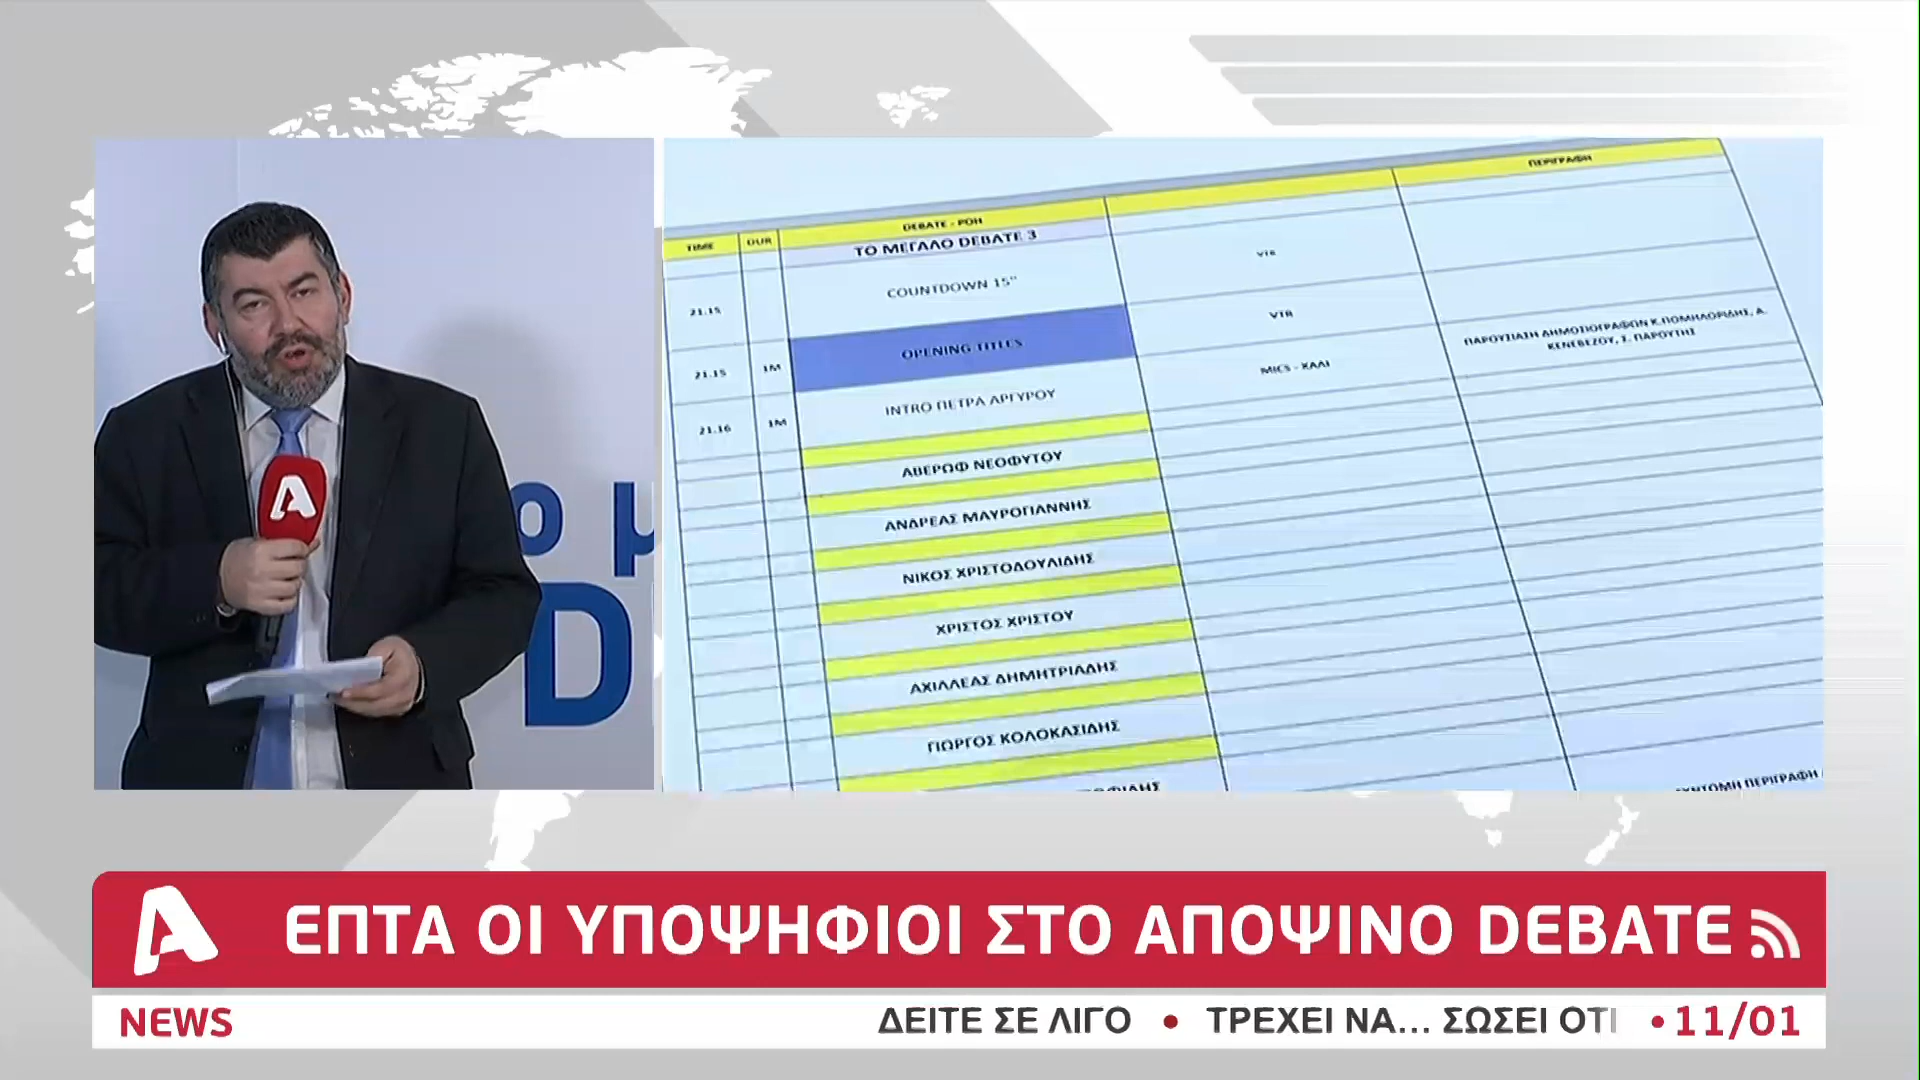 ΠΕΡΙΓΡΑΦΗ
TIME
DUR
DEBATE - ΡΟΗ
ΤΟ ΜΕΓΑΛΟ DEBATE 3
21.15
COUNTDOWN 15''
VTR
21.15
1M
OPENING TITLES
VTR
21.16
1M
INTRO ΠΕΤΡΑ ΑΡΓΥΡΟΥ
MICS - ΧΑΛΙ
ΠΑΡΟΥΣΙΑΣΗ ΔΗΜΟΣΙΟΓΡΑΦΩΝ Κ.ΠΟΜΗΛΟΡΙΔΗΣ, Α.
ΚΕΝΕΒΕΖΟΥ, Σ. ΠΑΡΟΥΤΗΣ
ΑΒΕΡΩΦ ΝΕΟΦΥΤΟΥ
ΑΝΔΡΕΑΣ ΜΑΥΡΟΓΙΑΝΝΗΣ
ΝΙΚΟΣ ΧΡΙΣΤΟΔΟΥΛΙΔΗΣ
ΧΡΙΣΤΟΣ ΧΡΙΣΤΟΥ
ΑΧΙΛΛΕΑΣ ΔΗΜΗΤΡΙΑΔΗΣ
ΓΙΩΡΓΟΣ ΚΟΛΟΚΑΣΙΔΗΣ
ΠΕΡΙΓΡΑΦΗ
ο μ
D
ΕΠΤΑ ΟΙ ΥΠΟΨΗΦΙΟΙ ΣΤΟ ΑΠΟΨΙΝΟ DEBATE
NEWS
ΔΕΙΤΕ ΣΕ ΛΙΓΟ • ΤΡΕΧΕΙ ΝΑ... ΣΩΣΕΙ ΟΤΙ
• 11/01